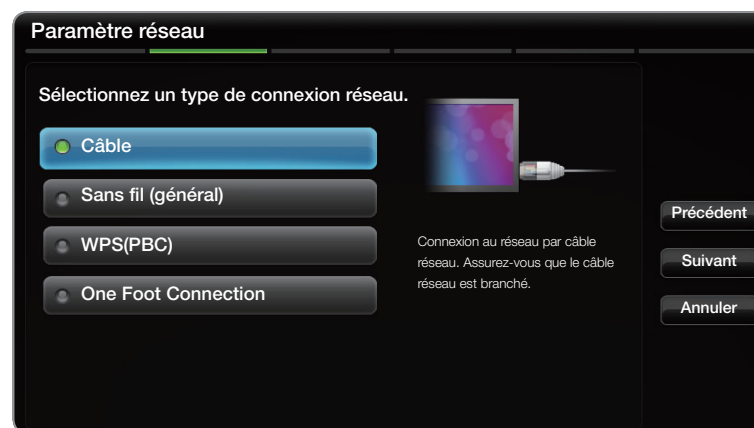 Paramètre réseau
Sélectionnez un type de connexion réseau.
Câble
Sans fil (général)
WPS(PBC)
One Foot Connection
Connexion au réseau par câble
réseau. Assurez-vous que le câble
réseau est branché.
Précédent
Suivant
Annuler